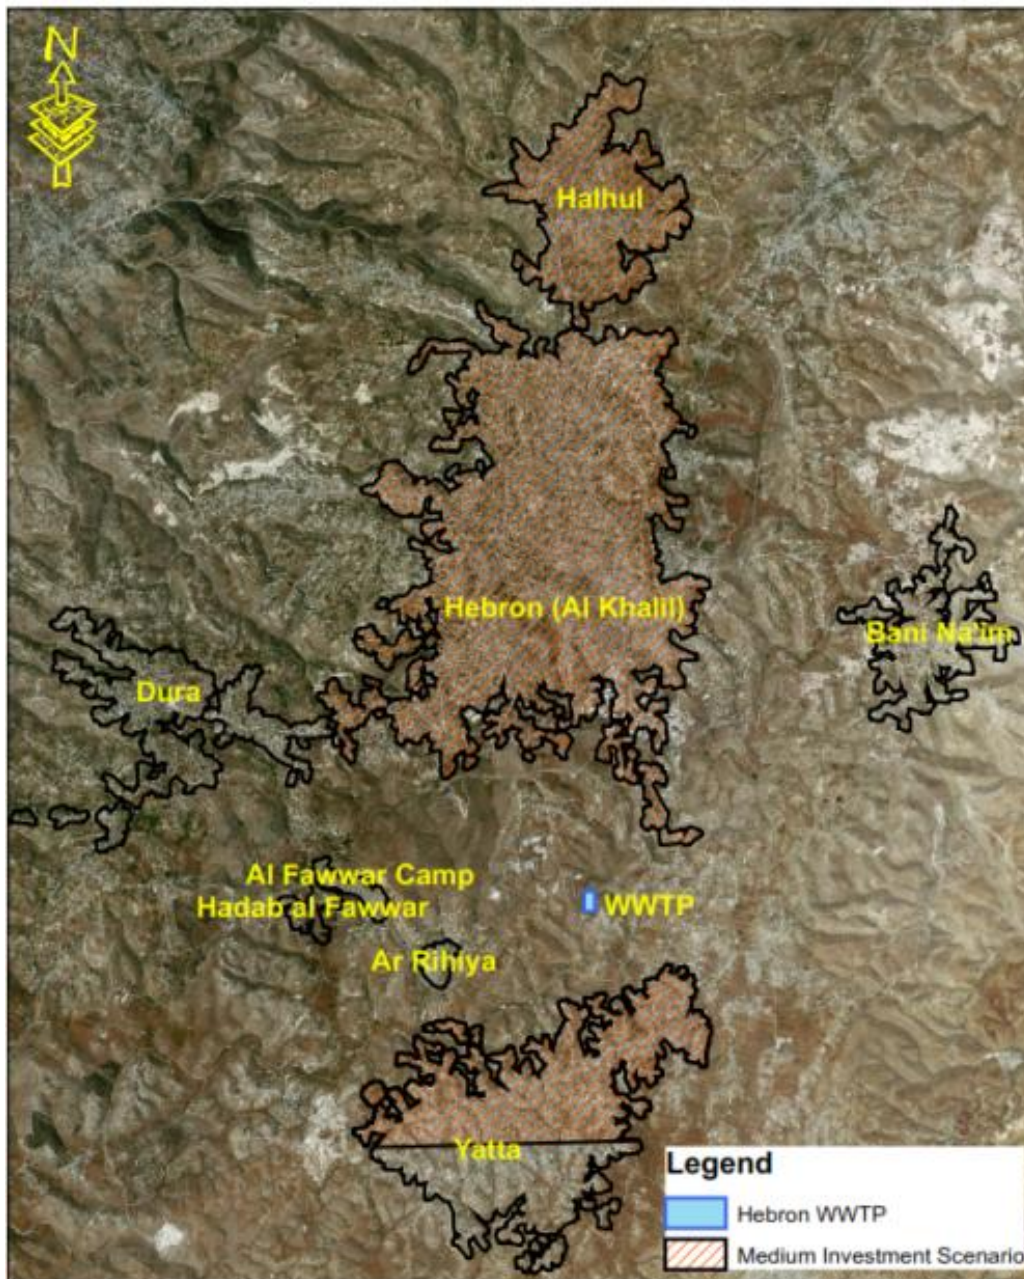 N
Halhul
Hebron (Al Khalil)
Bani Na'im
Dura
Al Fawwar Camp
Hadab al Fawwar
WWTP
Ar Rihiya
Yatta
Legend
Hebron WWTP
Medium Investment Scenario